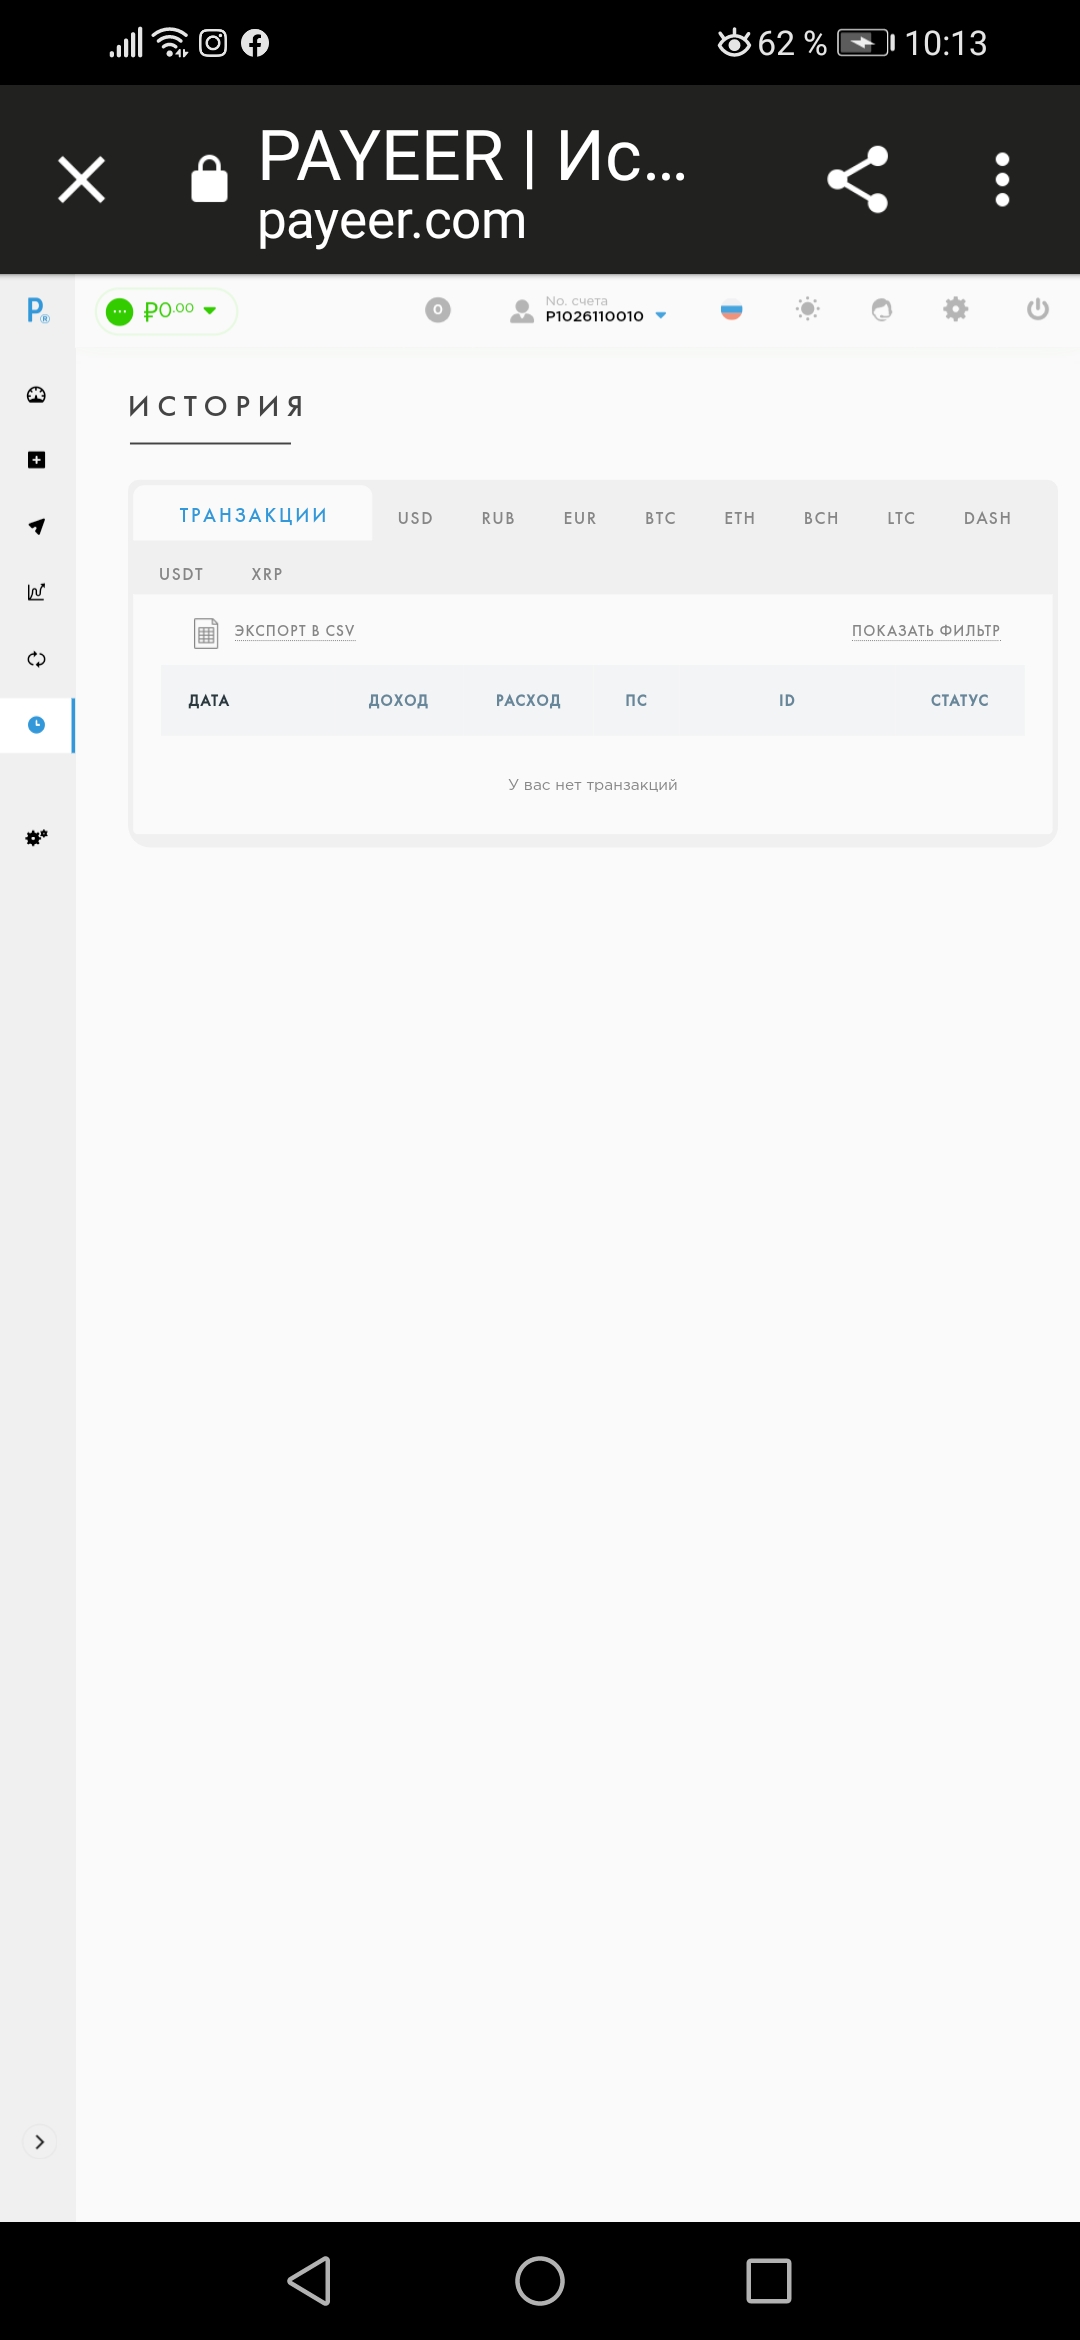 62 % 10:13
PAYEER | Ис...
payeer.com
P®
₽0.00
0
No. счета
P1026110010
ИСТОРИЯ
ТРАНЗАКЦИИ USD RUB EUR BTC ETH BCH LTC DASH
USDT XRP
ЭКСПОРТ В CSV ПОКАЗАТЬ ФИЛЬТР
ДАТА ДОХОД РАСХОД ПС ID СТАТУС
У вас нет транзакций